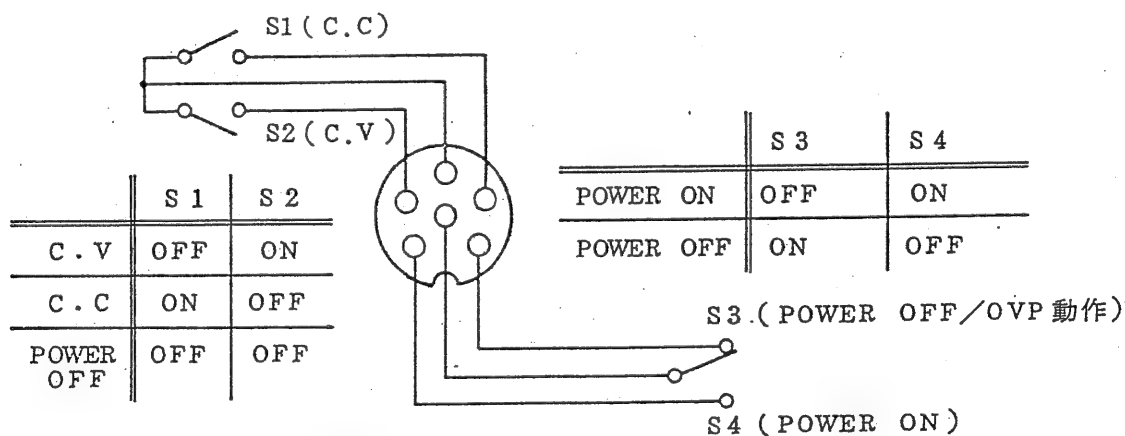 S1(C.C)
S2(C.V)
S1 S2
C.V OFF ON
C.C ON OFF
POWER OFF OFF OFF
S3 S4
POWER ON OFF ON
POWER OFF ON OFF
S3.(POWER OFF/OVP動作)
S4(POWER ON)